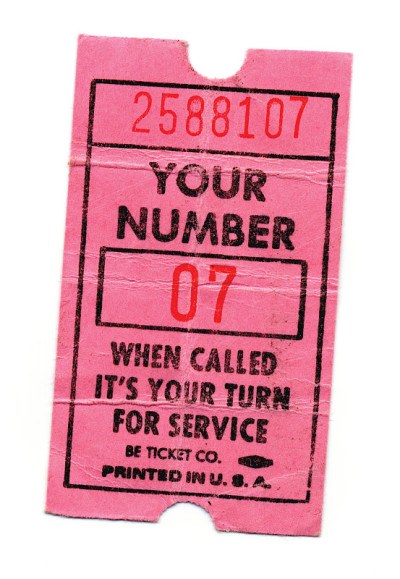 2588107
YOUR
NUMBER
07
WHEN CALLED
IT'S YOUR TURN
FOR SERVICE
BE TICKET CO.
PRINTED IN U. S. A.